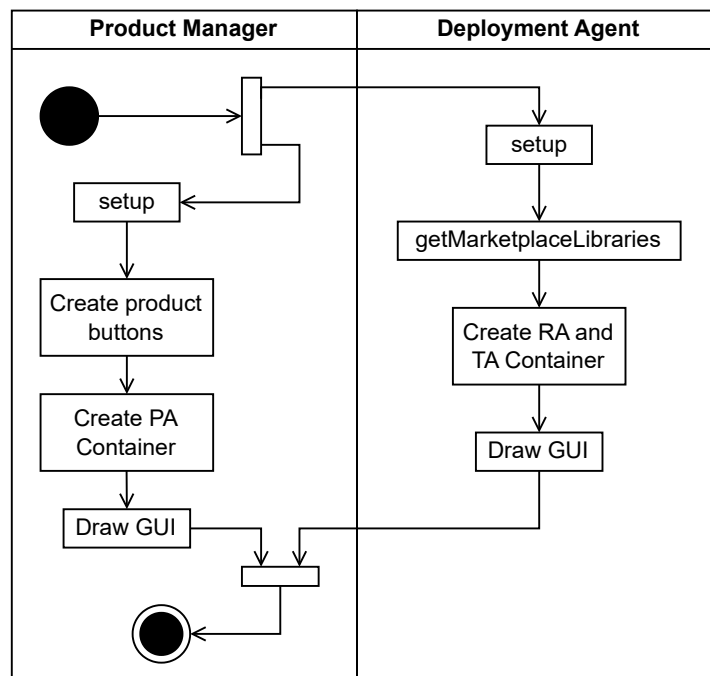 Product Manager
Deployment Agent
setup
Create product
buttons
Create PA
Container
Draw GUI
setup
getMarketplaceLibraries
Create RA and
TA Container
Draw GUI